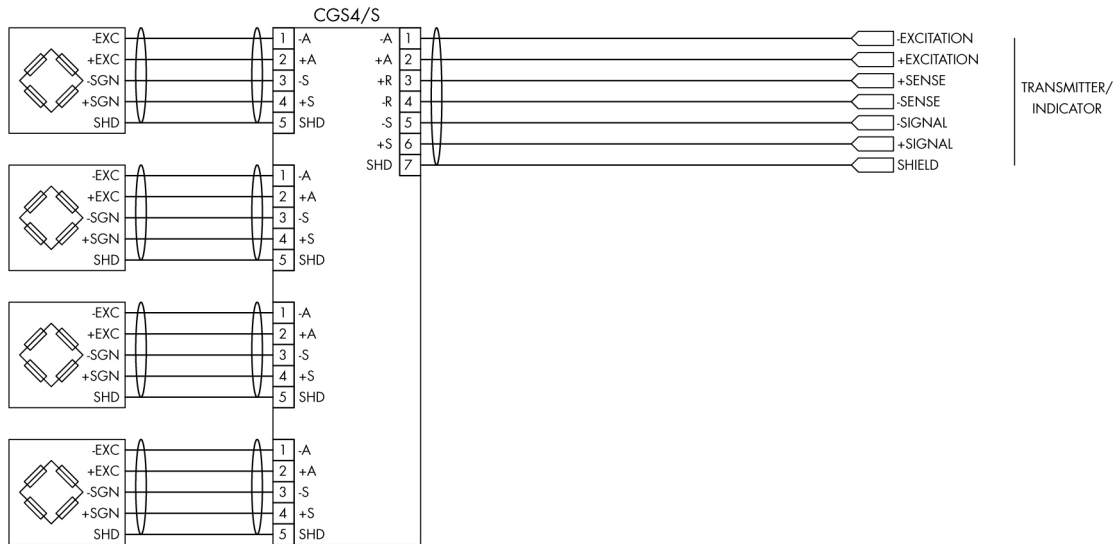 CGS4/S
-EXC 1 -A -A 1 -EXCITATION
+EXC 2 +A +A 2 +EXCITATION
-SGN 3 -S +R 3 +SENSE
+SGN 4 +S -R 4 -SENSE
SHD 5 SHD -S 5 -SIGNAL
+S 6 +SIGNAL
SHD 7 SHIELD
TRANSMITTER/
INDICATOR
-EXC 1 -A
+EXC 2 +A
-SGN 3 -S
+SGN 4 +S
SHD 5 SHD
-EXC 1 -A
+EXC 2 +A
-SGN 3 -S
+SGN 4 +S
SHD 5 SHD
-EXC 1 -A
+EXC 2 +A
-SGN 3 -S
+SGN 4 +S
SHD 5 SHD